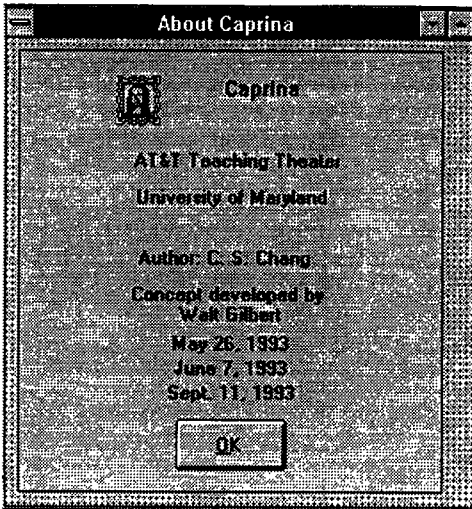 About Caprina
Caprina
AT&T Teaching Theater
University of Maryland
Author: C. S. Chang
Concept developed by
Walt Gilbert
May 26, 1993
June 7, 1993
Sept. 11, 1993
OK